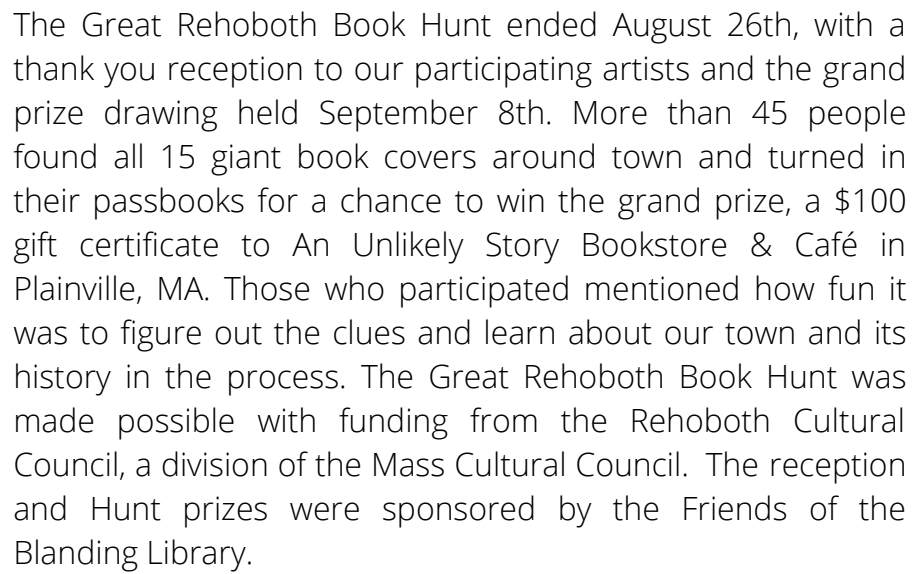 The Great Rehoboth Book Hunt ended August 26th, with a
thank you reception to our participating artists and the grand
prize drawing held September 8th. More than 45 people
found all 15 giant book covers around town and turned in
their passbooks for a chance to win the grand prize, a $100
gift certificate to An Unlikely Story Bookstore & Café in
Plainville, MA. Those who participated mentioned how fun it
was to figure out the clues and learn about our town and its
history in the process. The Great Rehoboth Book Hunt was
made possible with funding from the Rehoboth Cultural
Council, a division of the Mass Cultural Council.  The reception
and Hunt prizes were sponsored by the Friends of the
Blanding Library.